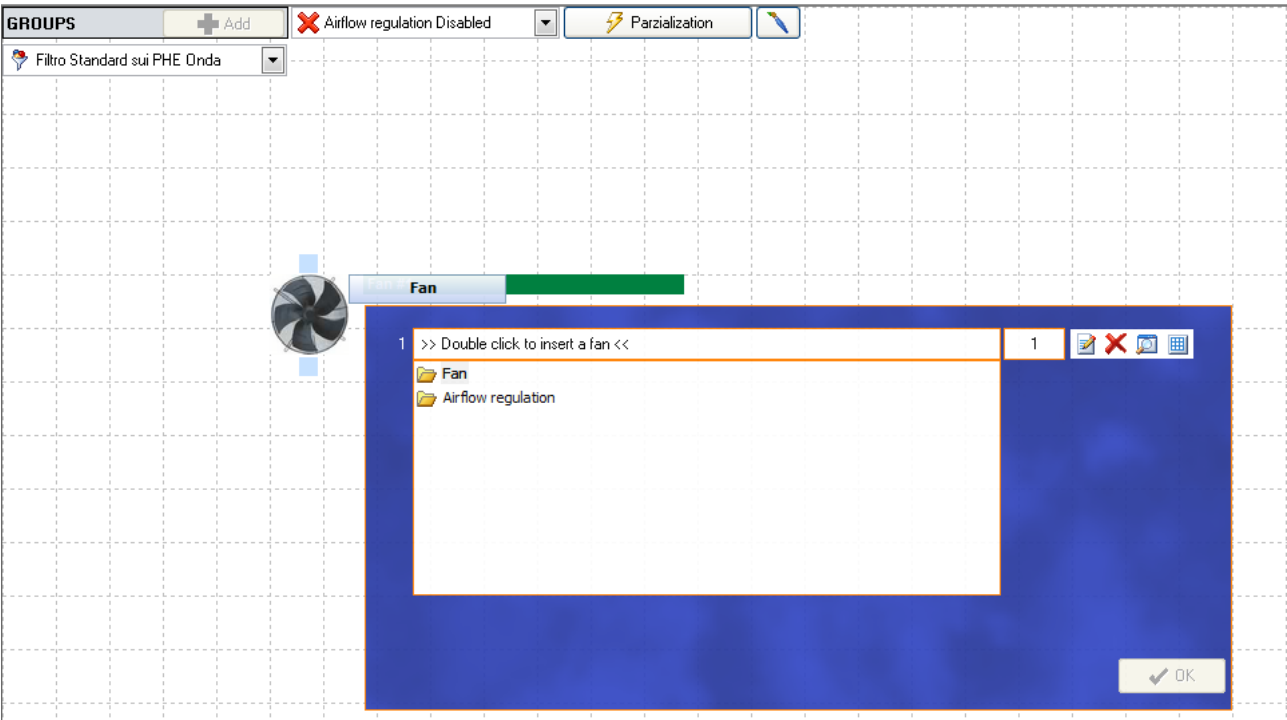 GROUPS Add Airflow regulation Disabled Parzialization
Filtro Standard sui PHE Onda
Fan
1 >> Double click to insert a fan << 1
Fan
Airflow regulation
OK